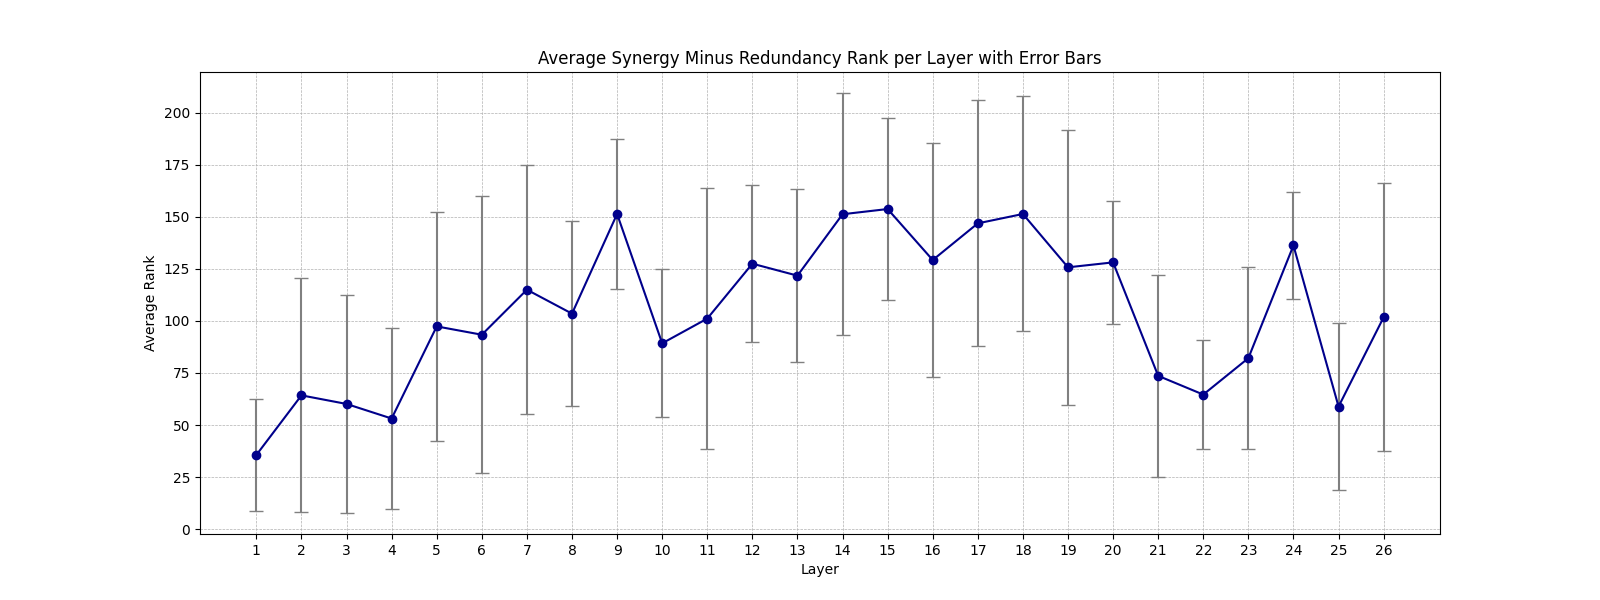 Average Synergy Minus Redundancy Rank per Layer with Error Bars
200
175
150
125
100
75
50
25
0
Average Rank
1 2 3 4 5 6 7 8 9 10 11 12 13 14 15 16 17 18 19 20 21 22 23 24 25 26
Layer